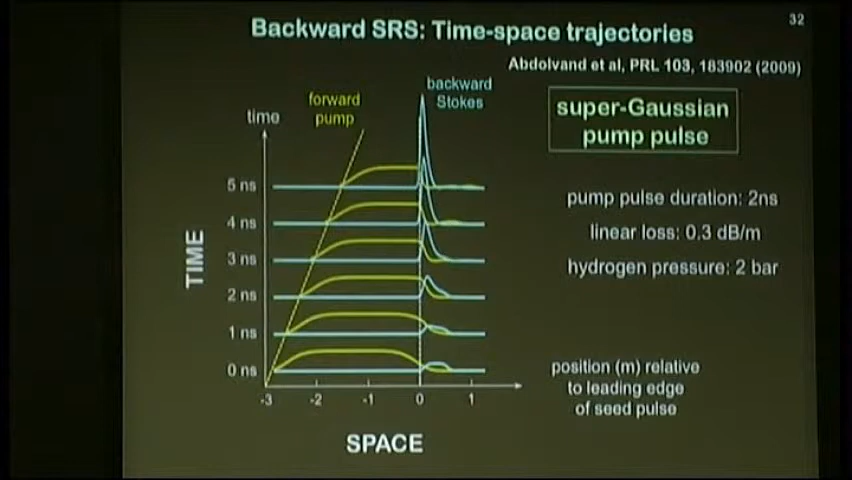 32
Backward SRS: Time-space trajectories
Abdolvand et al, PRL 103, 183902 (2009)
backward
Stokes
forward
pump
time
super-Gaussian
pump pulse
5 ns
4 ns
3 ns
2 ns
1 ns
0 ns
TIME
pump pulse duration: 2ns
linear loss: 0.3 dB/m
hydrogen pressure: 2 bar
position (m) relative
to leading edge
of seed pulse
-3 -2 -1 0 1
SPACE